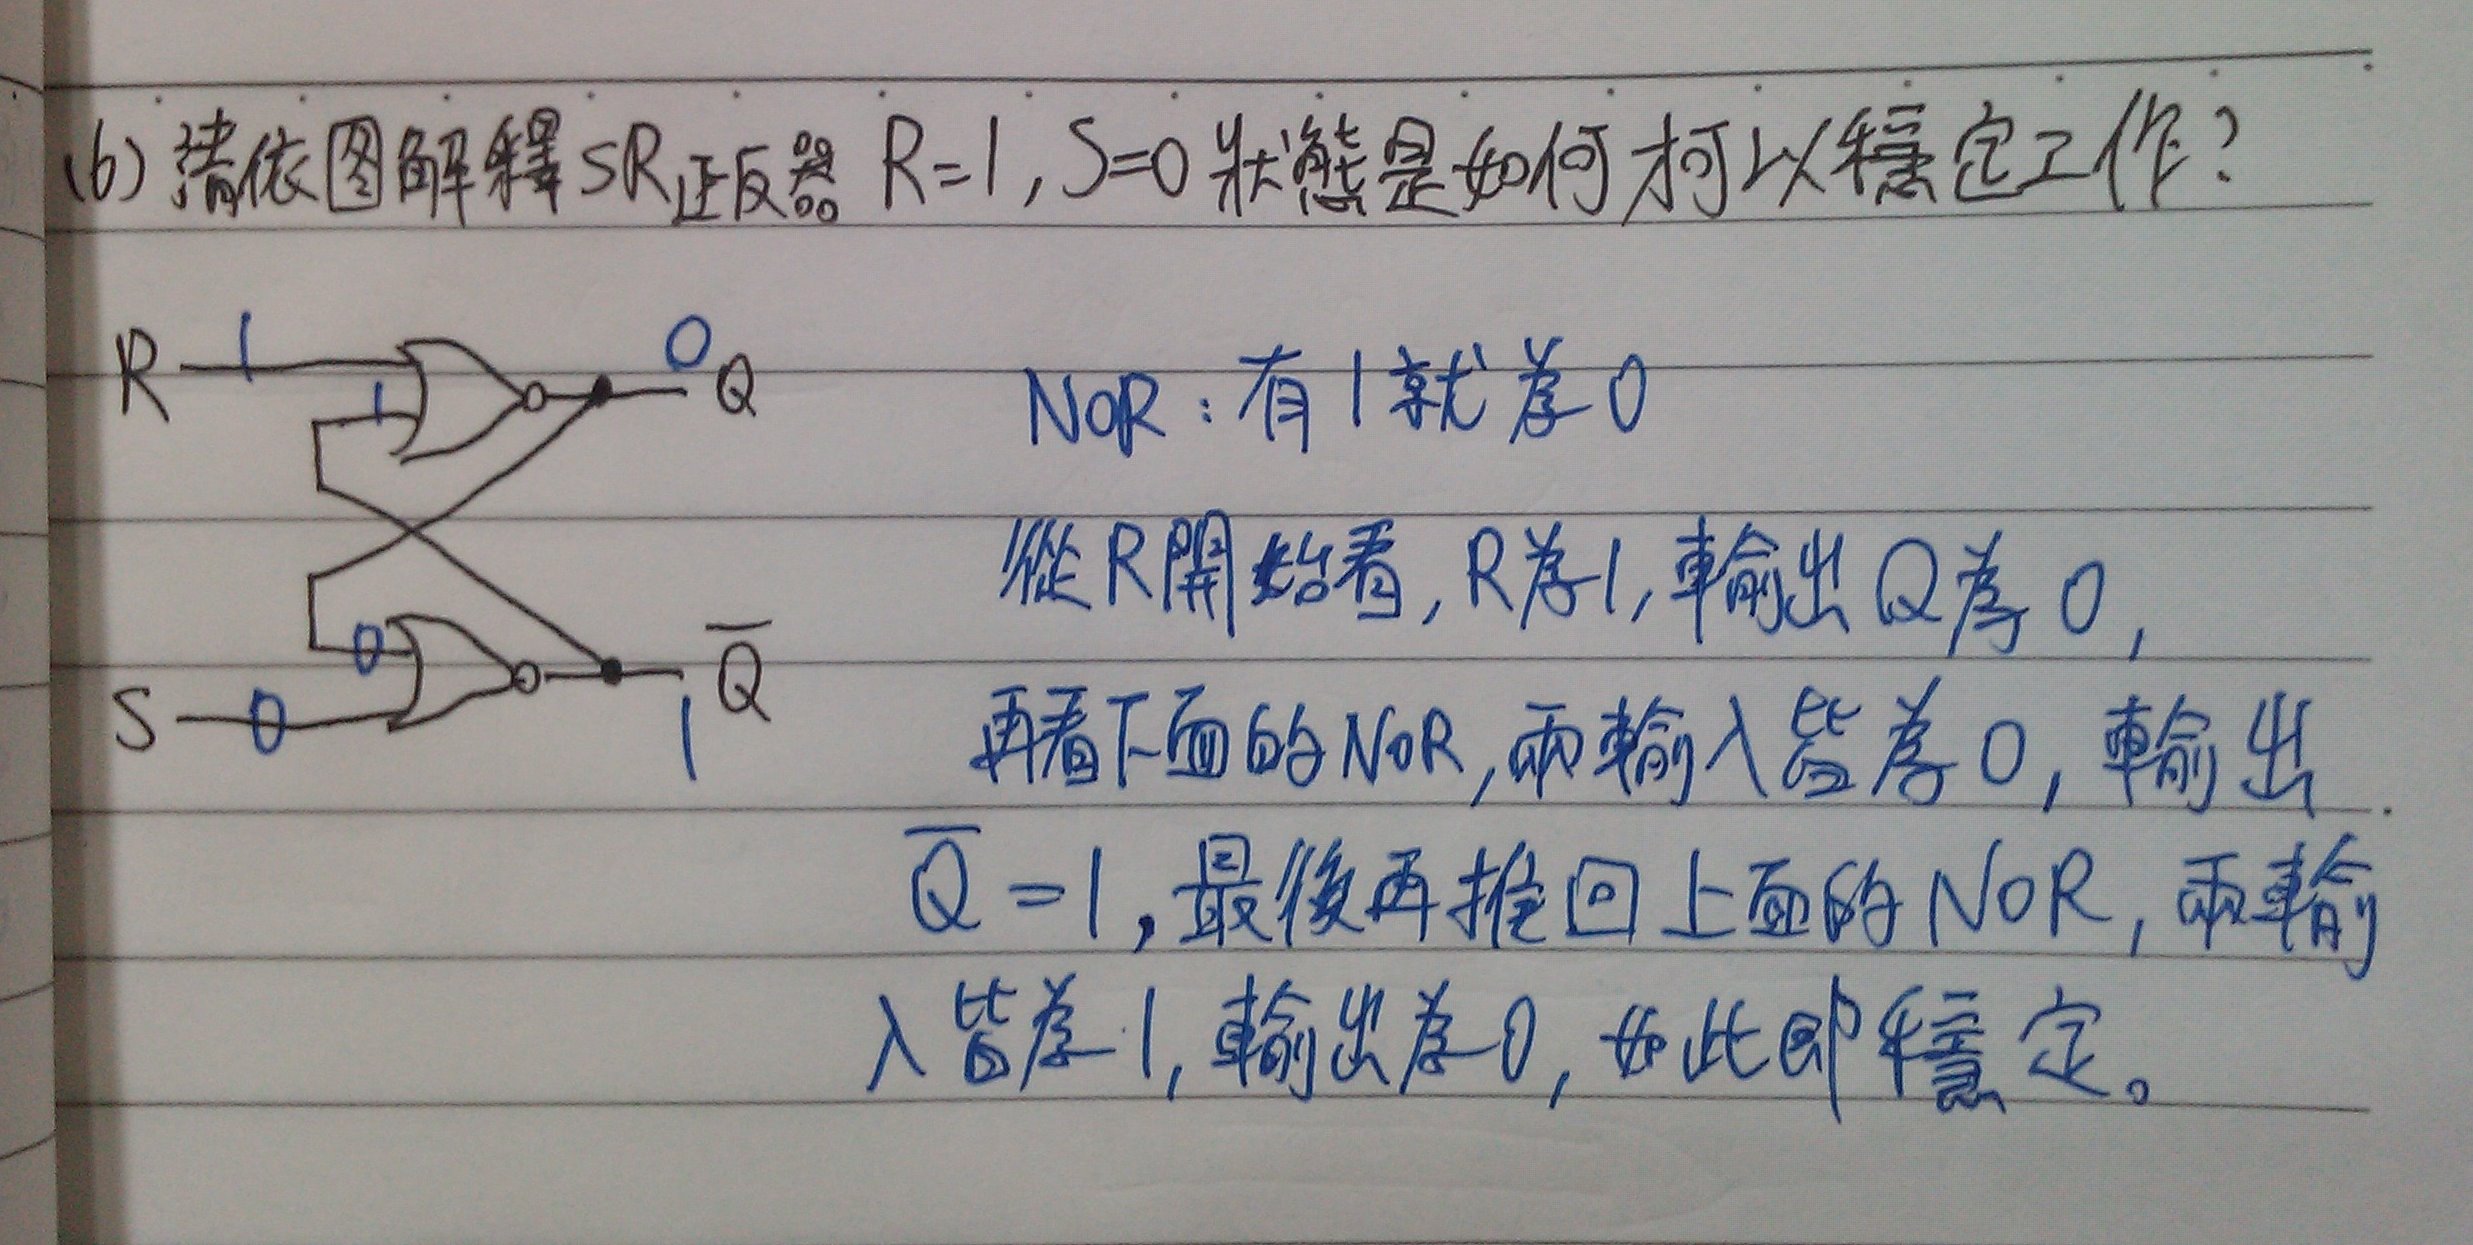 (6) 請依图解釋SR正反器 R=1, S=0 狀態是如何才可以穩定工作?
R 1 0 Q
1
NOR : 有1就為0
從R開始看, R為1, 輸出Q為0,
0 Q̅
S 0 1
再看下面的NOR, 兩輸入皆為0, 輸出
Q̅ = 1, 最後再推回上面的NOR, 兩輸
入皆為1, 輸出為0, 如此即穩定。